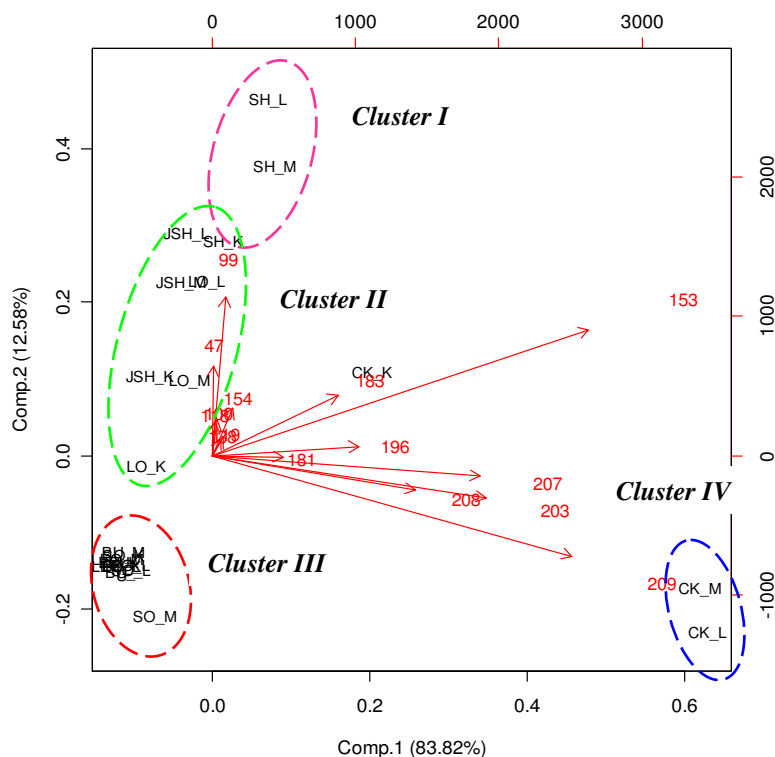 0 1000 2000 3000
SH_L
Cluster I
SH_M
0.4
2000
JSH_L
SH_K
99
JSH_M
LO_L
Cluster II
153
0.2
1000
47
CK_K
183
JSH_K
LO_M
154
196
181
0.0
0
LO_K
207
Cluster IV
208
203
Cluster III
209
CK_M
-1000
SO_M
-0.2
CK_L
0.0 0.2 0.4 0.6
Comp.1 (83.82%)
Comp.2 (12.58%)